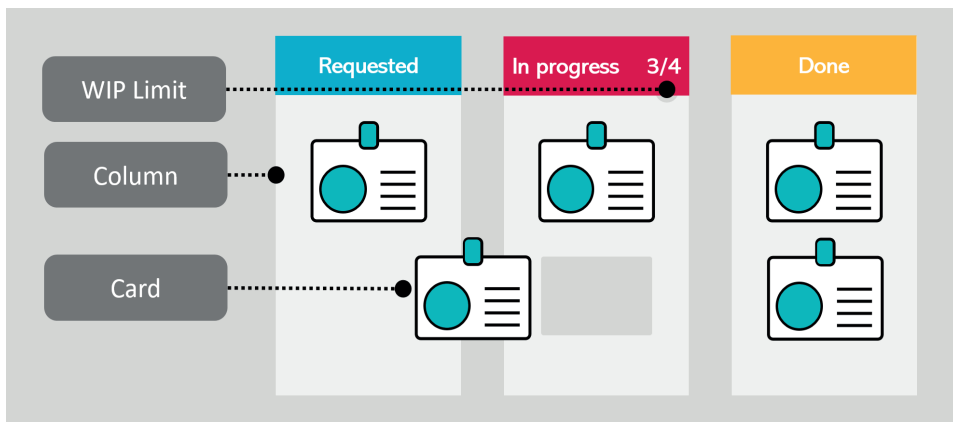 Requested
In progress 3/4
Done
WIP Limit
Column
Card